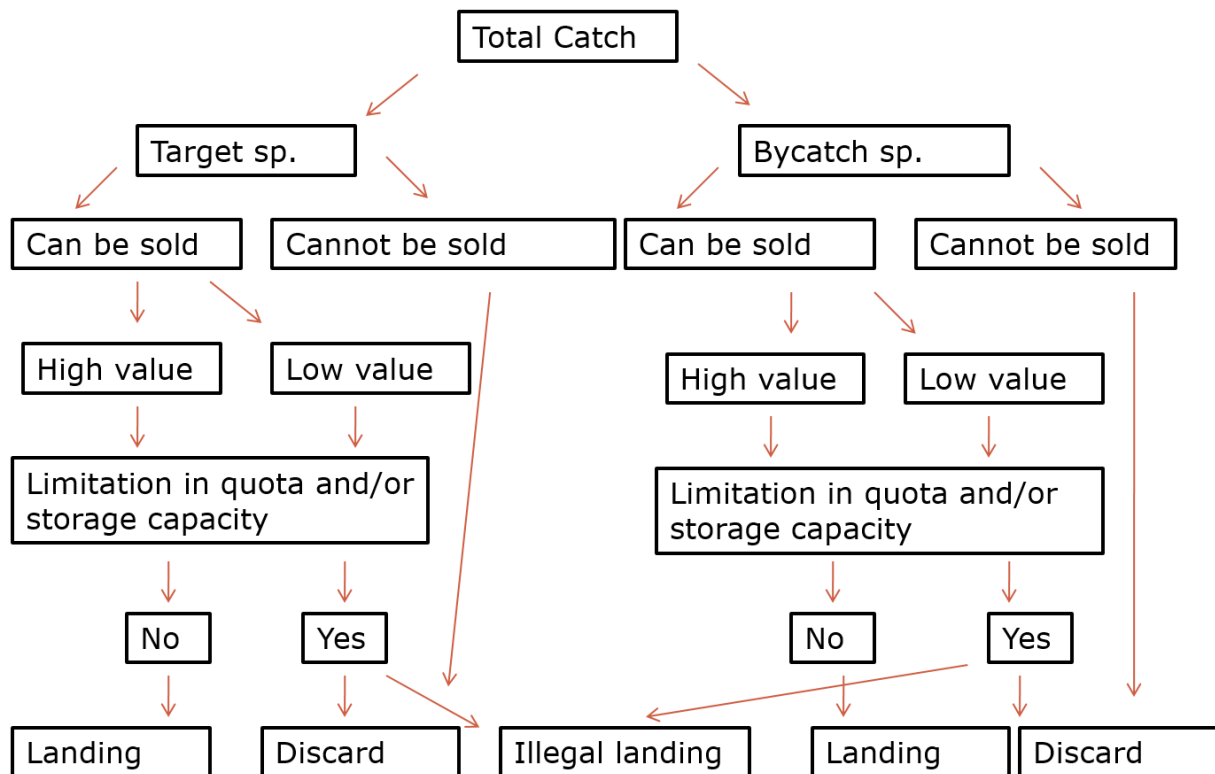 Total Catch
Target sp.
Bycatch sp.
Can be sold
Cannot be sold
Can be sold
Cannot be sold
High value
Low value
High value
Low value
Limitation in quota and/or
storage capacity
Limitation in quota and/or
storage capacity
No
Yes
No
Yes
Landing
Discard
Illegal landing
Landing
Discard